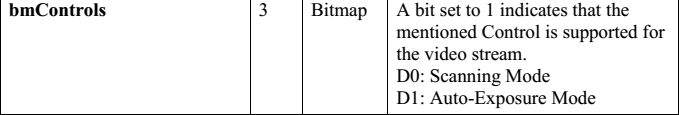 bmControls 3 Bitmap A bit set to 1 indicates that the
mentioned Control is supported for
the video stream.
D0: Scanning Mode
D1: Auto-Exposure Mode